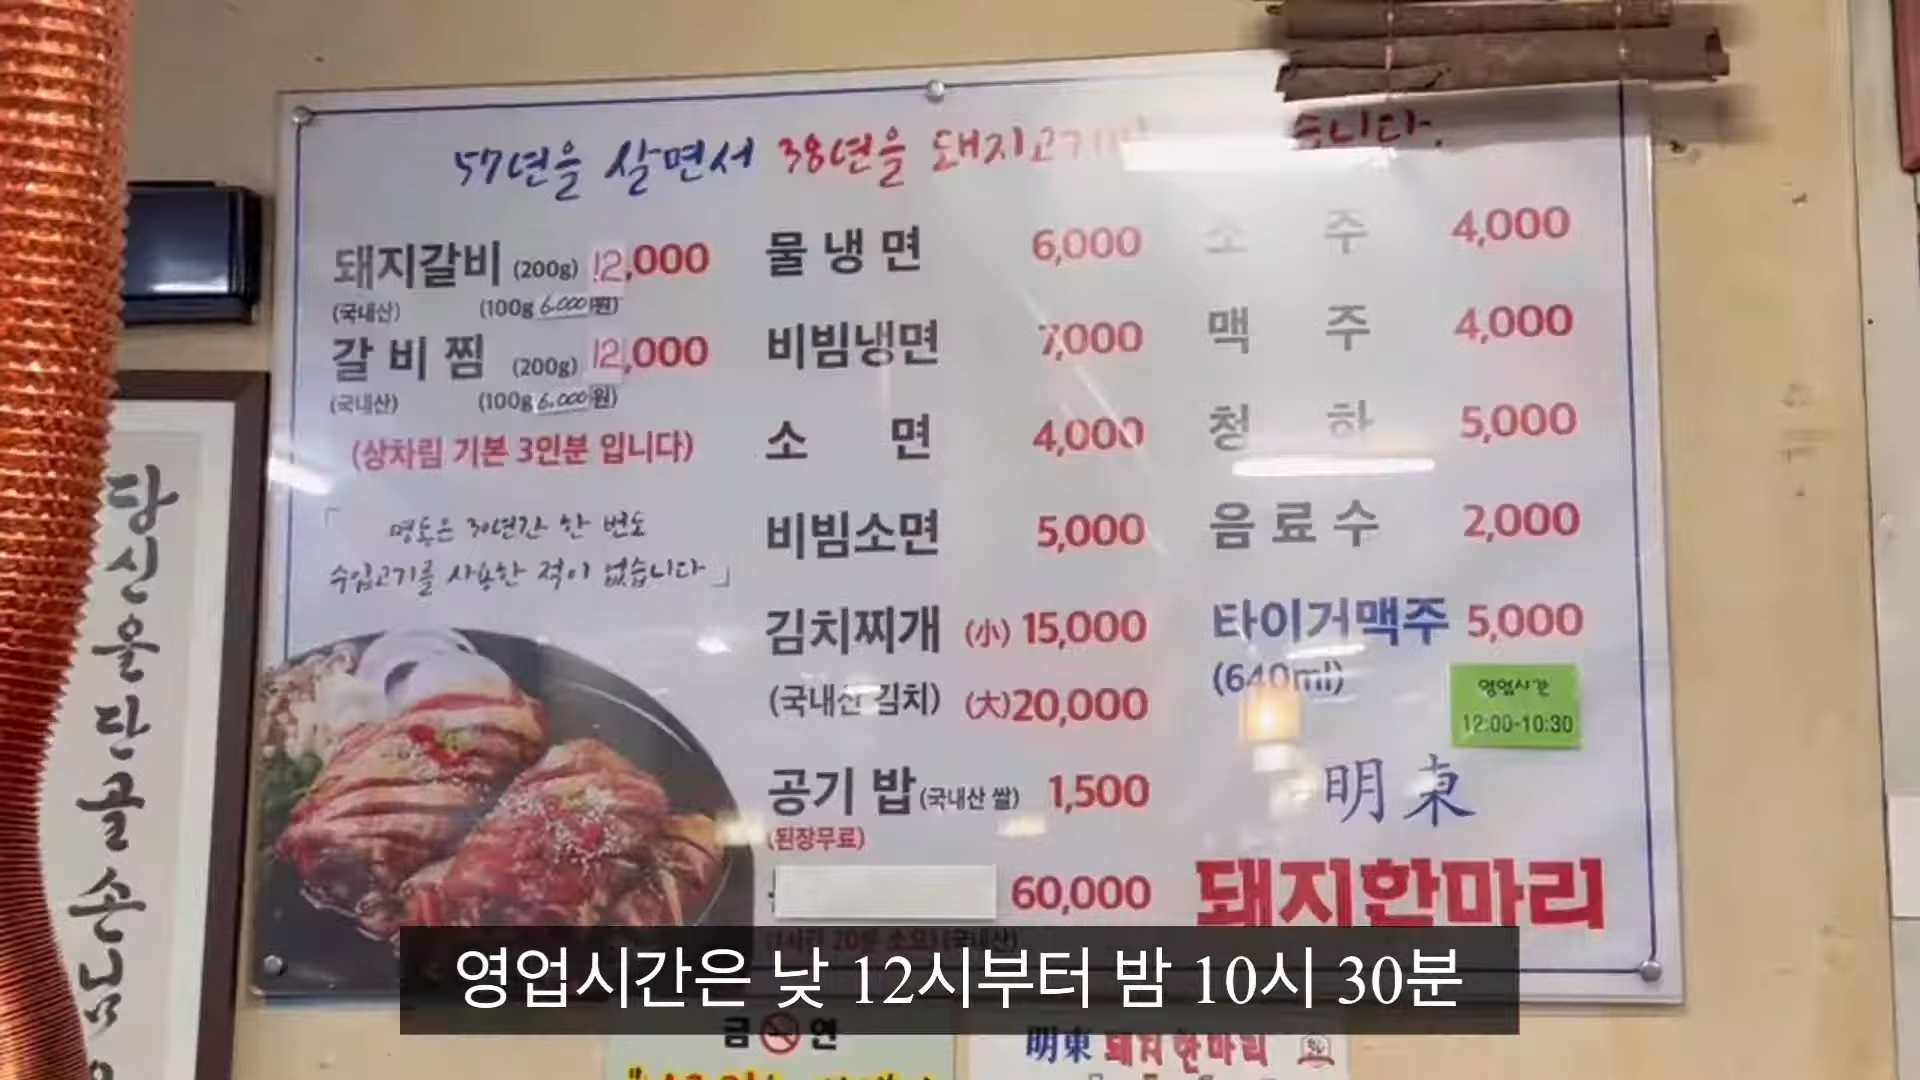 57년을 살면서 38년을 돼지고기 습니다.
돼지갈비 (200g) 12,000
(국내산) (100g 6.000원)
갈비찜 (200g) 12,000
(국내산) (100g 6.000원)
(상차림 기본 3인분 입니다)
「명동은 30년간 한 번도
수입고기를 사용한 적이 없습니다」
물냉면 6,000
비빔냉면 7,000
소면 4,000
비빔소면 5,000
김치찌개 (小) 15,000
(국내산 김치) (大) 20,000
공기밥 (국내산 쌀) 1,500
(된장무료)
60,000
(1시간 20분 소요) (국내산)
소주 4,000
맥주 4,000
청하 5,000
음료수 2,000
타이거맥주 5,000
(640ml)
영업시간
12:00-10:30
明東
돼지한마리
당신을 단골손님
영업시간은 낮 12시부터 밤 10시 30분
금연
明東 돼지한마리